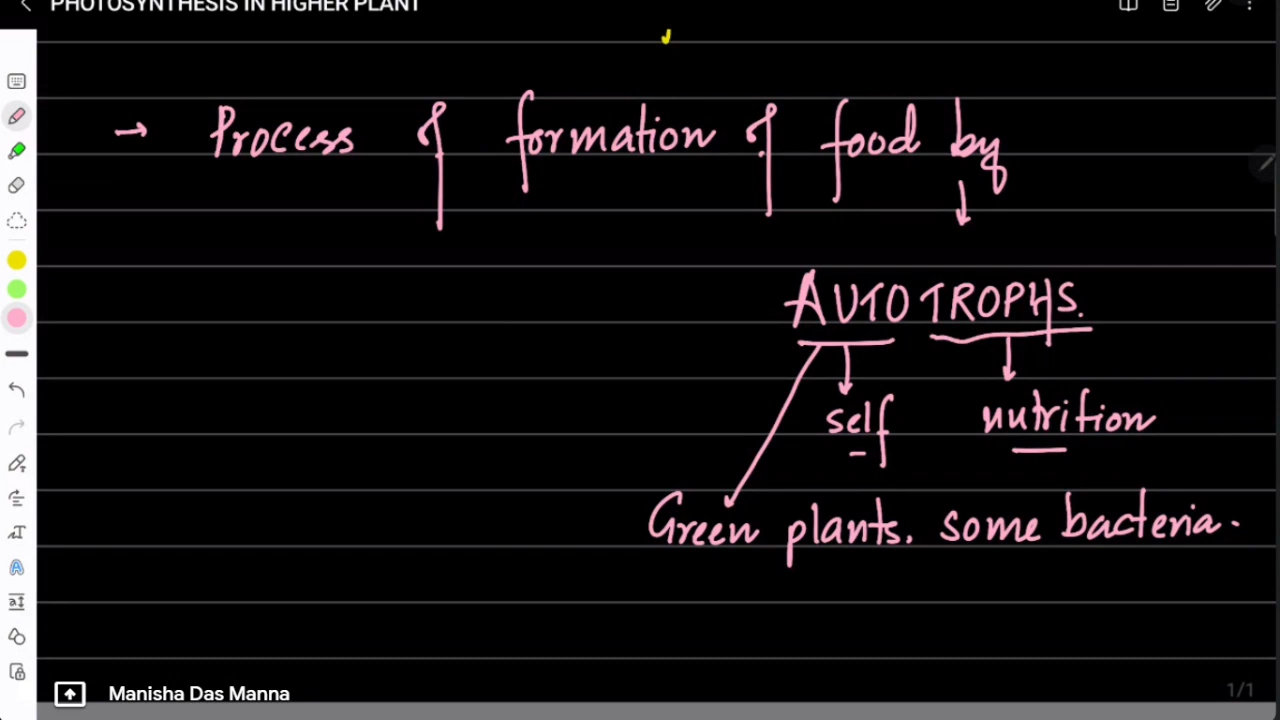 PHOTOSYNTHESIS IN HIGHER PLANT
→ Process of formation of food by
AUTOTROPHS.
self nutrition
Green plants. some bacteria.
Manisha Das Manna
1/1